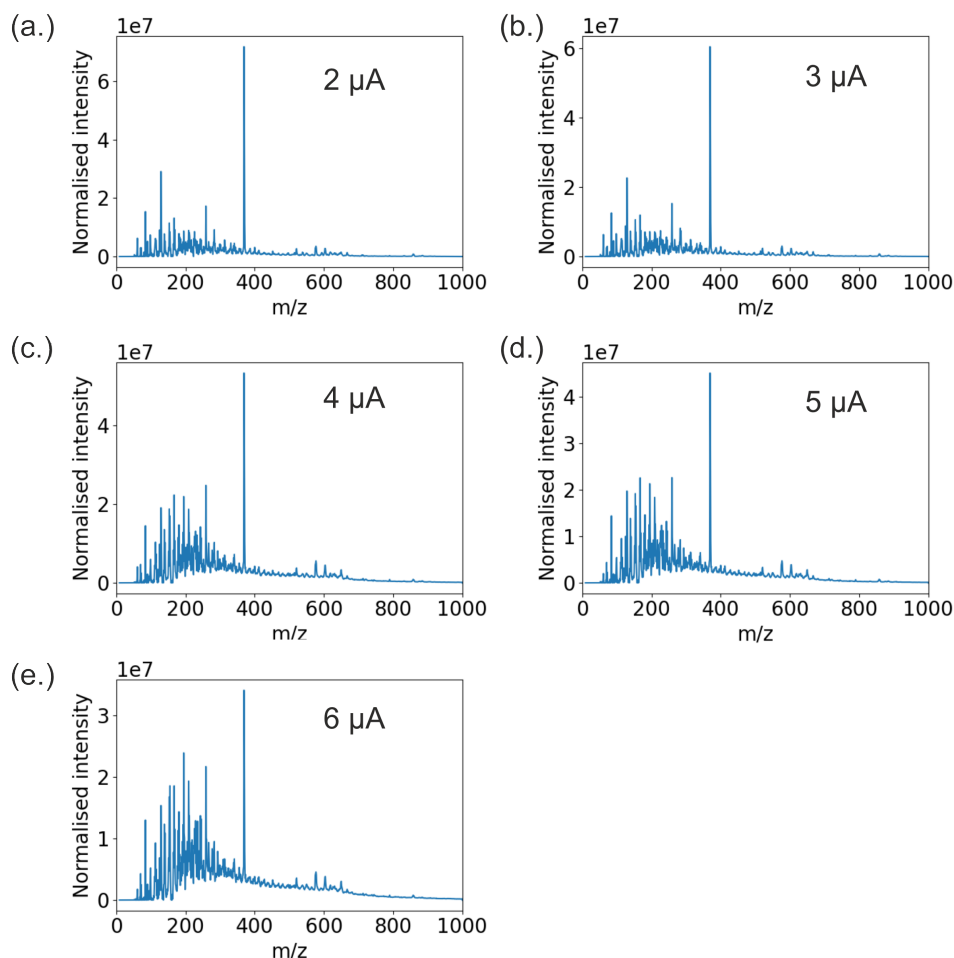 (a.)
1e7
2 µA
Normalised intensity
6
4
2
0
0 200 400 600 800 1000
m/z
(b.)
1e7
3 µA
Normalised intensity
6
4
2
0
0 200 400 600 800 1000
m/z
(c.)
1e7
4 µA
Normalised intensity
4
2
0
0 200 400 600 800 1000
m/z
(d.)
1e7
5 µA
Normalised intensity
4
3
2
1
0
0 200 400 600 800 1000
m/z
(e.)
1e7
6 µA
Normalised intensity
3
2
1
0
0 200 400 600 800 1000
m/z